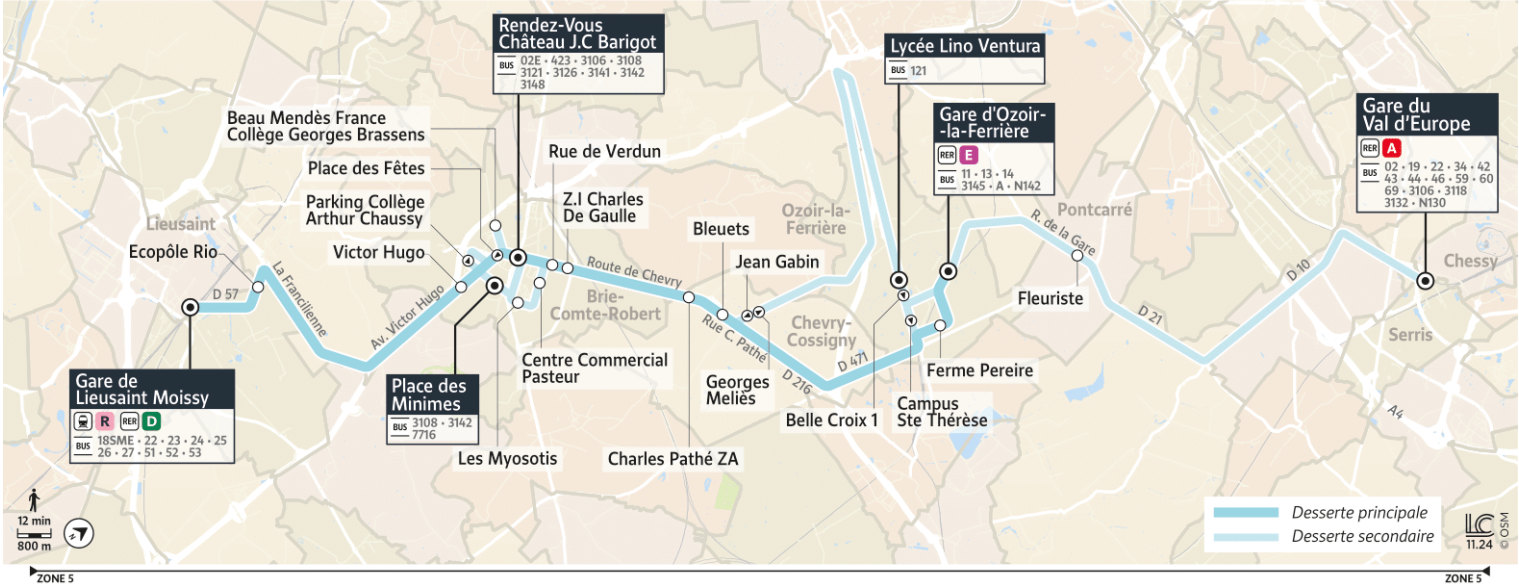 Rendez-Vous
Château J.C Barigot
BUS 02E • 423 • 3106 • 3108
3121 • 3126 • 3141 • 3142
3148
Lycée Lino Ventura
BUS 121
Gare d'Ozoir-
-la-Ferrière
RER E
BUS 11 • 13 • 14
3145 • A • N142
Gare du
Val d'Europe
RER A
BUS 02 • 19 • 22 • 34 • 42
43 • 44 • 46 • 59 • 60
69 • 3106 • 3118
3132 • N130
Beau Mendès France
Collège Georges Brassens
Place des Fêtes
Parking Collège
Arthur Chaussy
Victor Hugo
Rue de Verdun
Z.I Charles
De Gaulle
Lieusaint
Ecopôle Rio
D 57
La Francilienne
Av. Victor Hugo
Route de Chevry
Brie-
Comte-Robert
Bleuets
Jean Gabin
Ozoir-la-
Ferrière
Rue C. Pathé
Chevry-
Cossigny
D 216
D 471
Pontcarré
R. de la Gare
Fleuriste
D 21
D 10
Chessy
Serris
A4
Gare de
Lieusaint Moissy
R RER D
BUS 18SME • 22 • 23 • 24 • 25
26 • 27 • 51 • 52 • 53
Place des
Minimes
BUS 3108 • 3142
7716
Centre Commercial
Pasteur
Les Myosotis
Charles Pathé ZA
Georges
Meliès
Belle Croix 1
Campus
Ste Thérèse
Ferme Pereire
12 min
800 m
Desserte principale
Desserte secondaire
LC
11.24
© OSM
ZONE 5
ZONE 5